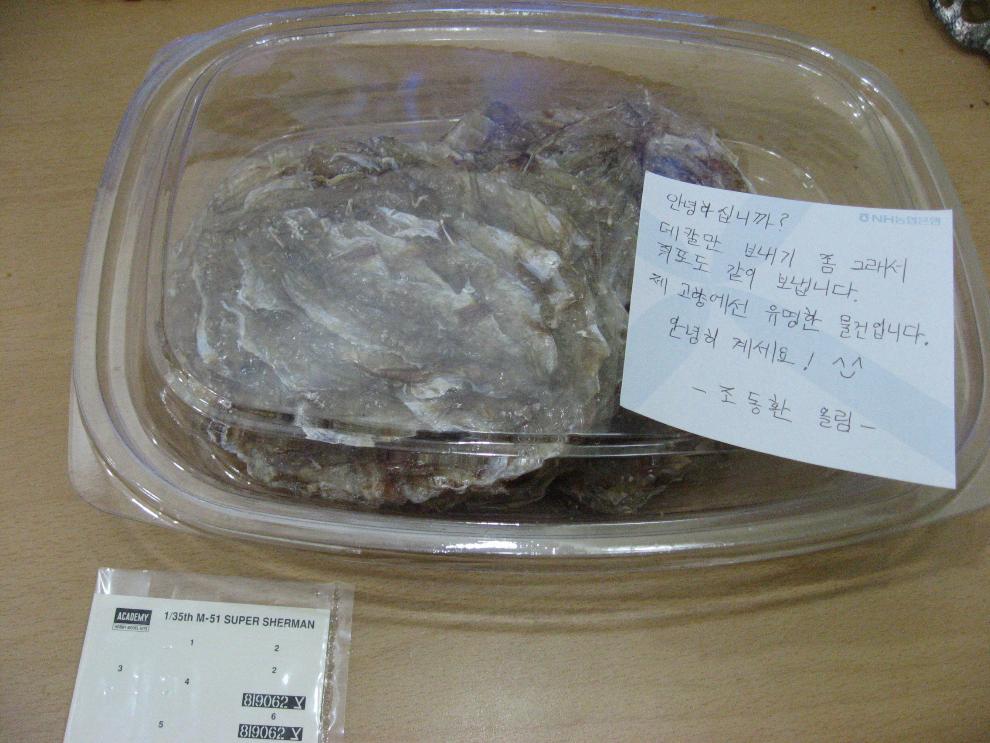 NH농협은행
안녕하십니까?
데칼만 보내기 좀 그래서
쥐포도 같이 보냅니다.
제 고향에선 유명한 물건입니다.
안녕히 계세요! ^^
- 조동환 올림 -
ACADEMY
1/35th M-51 SUPER SHERMAN
1
2
3
2
4
819062 צ
6
5
819062 צ